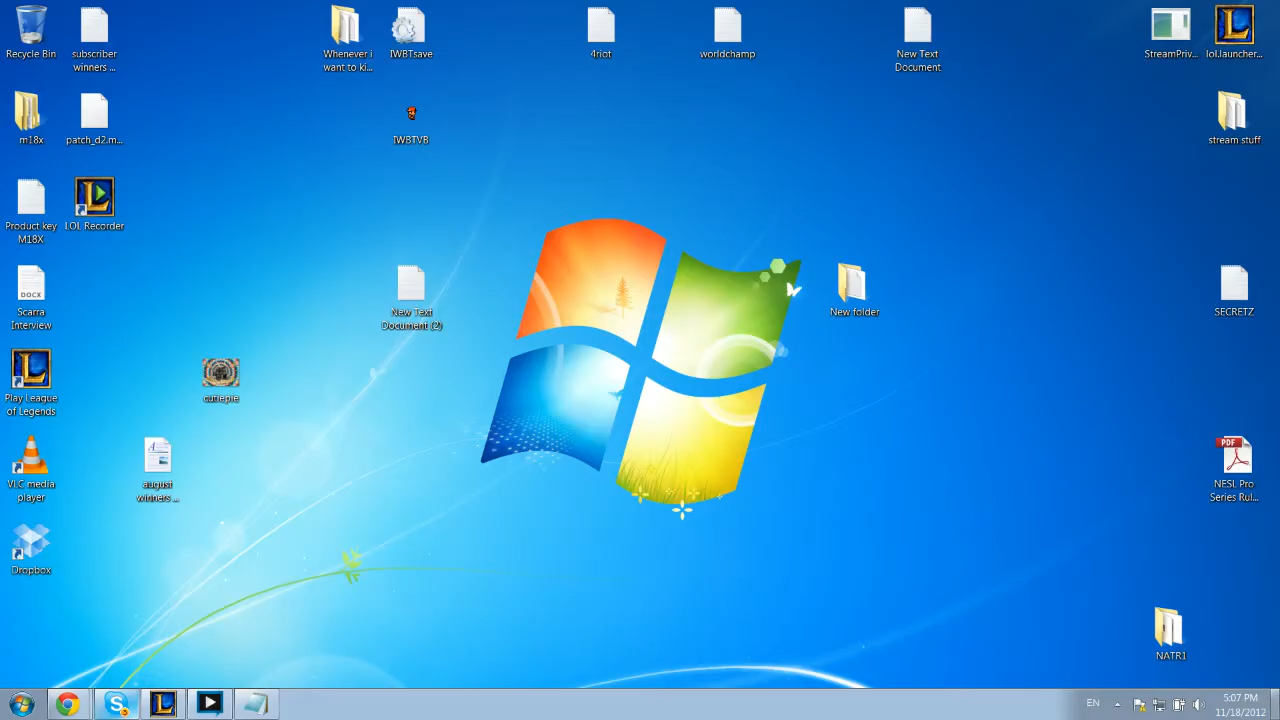 Recycle Bin
subscriber
winners ...
Whenever i
want to ki...
IWBTsave
4riot
worldchamp
New Text
Document
StreamPriv...
lol.launcher...
m18x
patch_d2.m...
IWBTVB
stream stuff
Product key
M18X
LOL Recorder
DOCX
Scarra
Interview
New Text
Document (2)
New folder
SECRETZ
Play League
of Legends
cutiepie
VLC media
player
august
winners ...
PDF
NESL Pro
Series Rul...
Dropbox
NATR1
EN
5:07 PM
11/18/2012